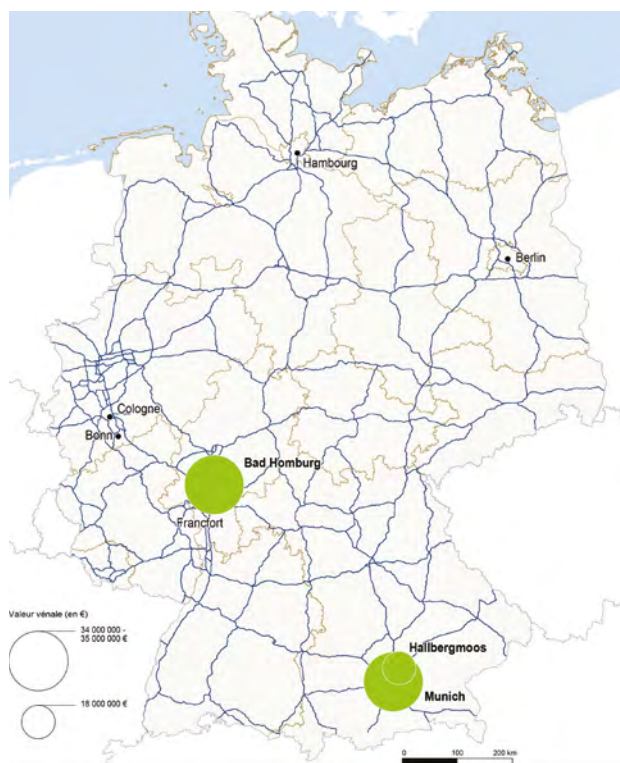 Hambourg
Berlin
Cologne
Bonn
Bad Homburg
Francfort
Valeur vénale (en €)
34 000 000 -
35 000 000 €
18 000 000 €
Hallbergmoos
Munich
0 100 200 km